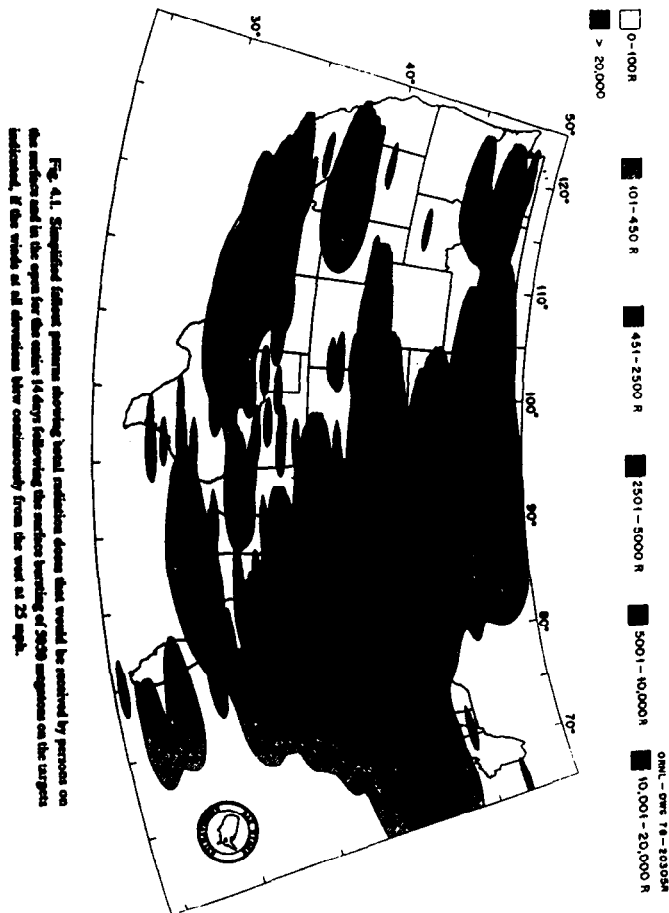 ORNL-DWG 78-20305R
0-100R 101-450 R 451-2500 R 2501-5000 R 5001-10,000R 10,001-20,000 R
> 20,000
50°
120°
110°
100°
90°
80°
70°
40°
30°
Fig. 4.1. Simplified fallout patterns showing total radiation doses that would be received by persons on
the surface and in the open for the entire 14 days following the surface bursting of 5000 megatons on the targets
indicated, if the winds at all elevations blew continuously from the west at 25 mph.